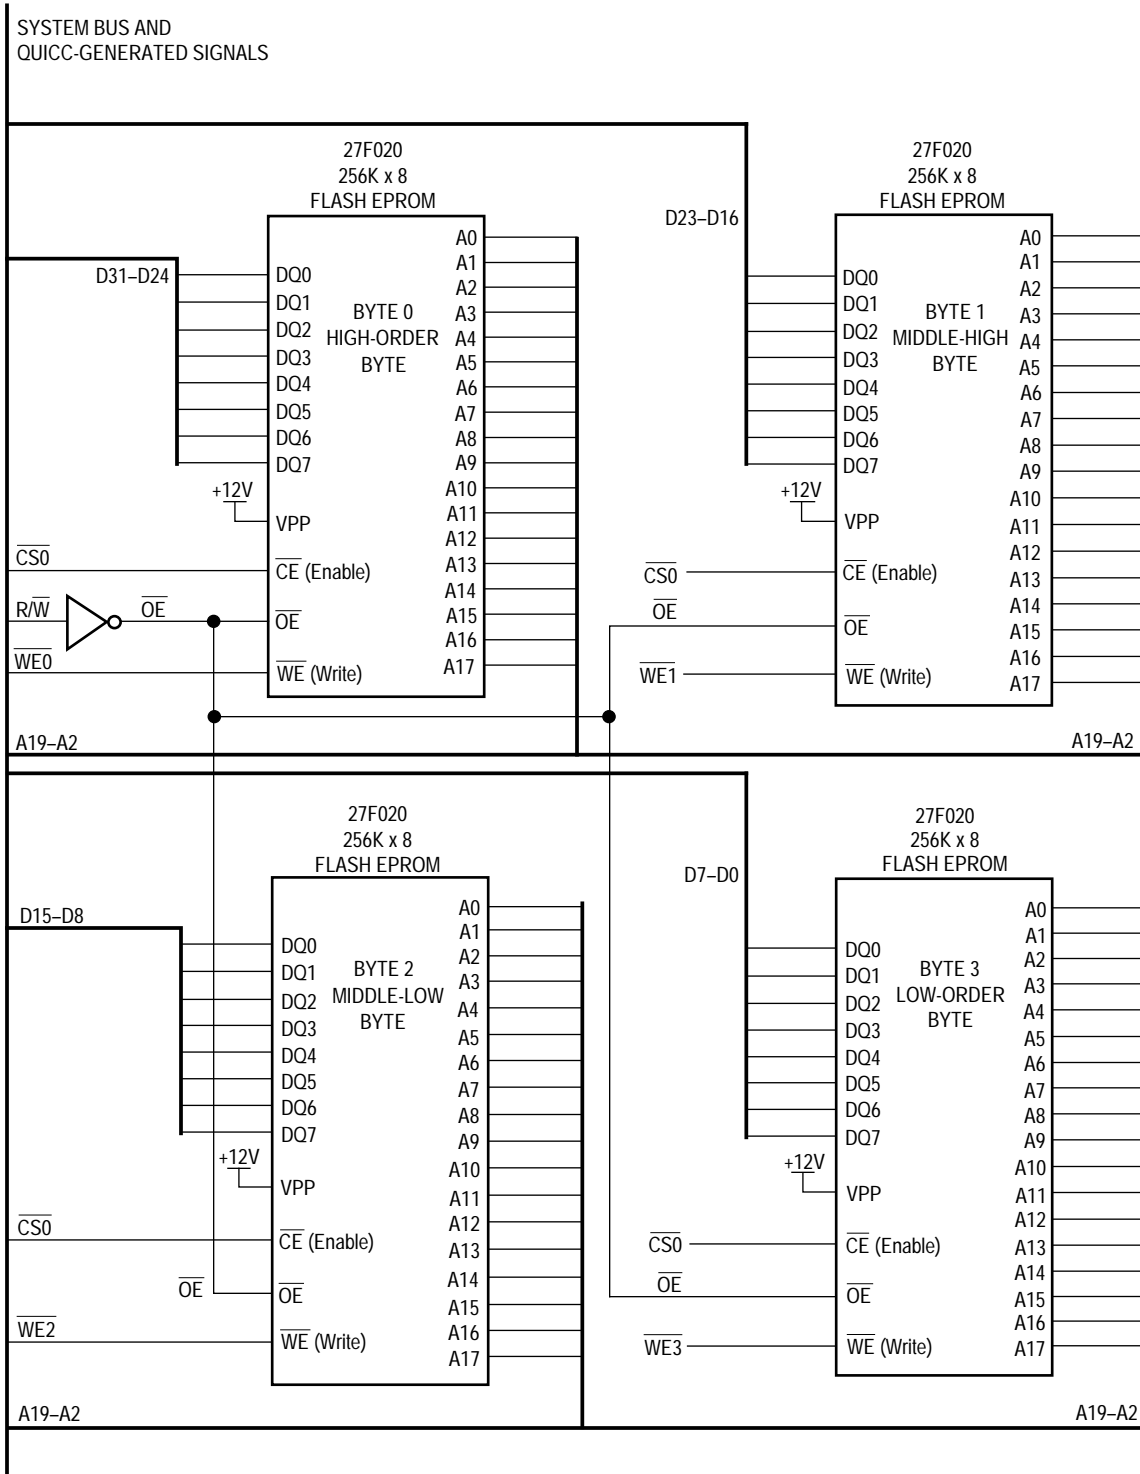 SYSTEM BUS AND
QUICC-GENERATED SIGNALS
27F020
256K x 8
FLASH EPROM
D31–D24
DQ0
DQ1
DQ2
DQ3
DQ4
DQ5
DQ6
DQ7
BYTE 0
HIGH-ORDER
BYTE
A0
A1
A2
A3
A4
A5
A6
A7
A8
A9
A10
A11
A12
A13
A14
A15
A16
A17
+12V
VPP
CS0
CE (Enable)
R/W
OE
OE
WE0
WE (Write)
A19–A2
27F020
256K x 8
FLASH EPROM
D23–D16
DQ0
DQ1
DQ2
DQ3
DQ4
DQ5
DQ6
DQ7
BYTE 1
MIDDLE-HIGH
BYTE
A0
A1
A2
A3
A4
A5
A6
A7
A8
A9
A10
A11
A12
A13
A14
A15
A16
A17
+12V
VPP
CS0
CE (Enable)
OE
OE
WE1
WE (Write)
A19–A2
27F020
256K x 8
FLASH EPROM
D15–D8
DQ0
DQ1
DQ2
DQ3
DQ4
DQ5
DQ6
DQ7
BYTE 2
MIDDLE-LOW
BYTE
A0
A1
A2
A3
A4
A5
A6
A7
A8
A9
A10
A11
A12
A13
A14
A15
A16
A17
+12V
VPP
CS0
CE (Enable)
OE
OE
WE2
WE (Write)
A19–A2
27F020
256K x 8
FLASH EPROM
D7–D0
DQ0
DQ1
DQ2
DQ3
DQ4
DQ5
DQ6
DQ7
BYTE 3
LOW-ORDER
BYTE
A0
A1
A2
A3
A4
A5
A6
A7
A8
A9
A10
A11
A12
A13
A14
A15
A16
A17
+12V
VPP
CS0
CE (Enable)
OE
OE
WE3
WE (Write)
A19–A2